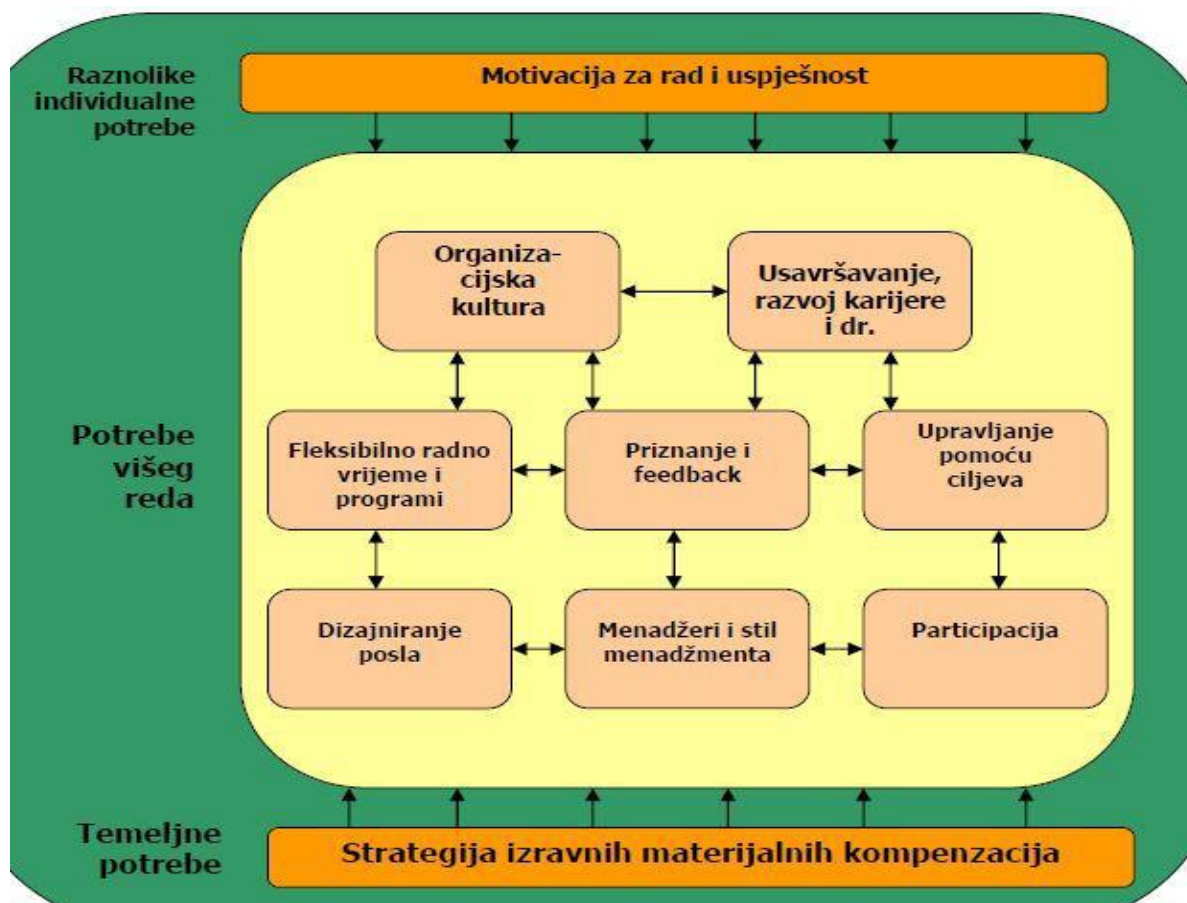 Raznolike
individualne
potrebe
Motivacija za rad i uspješnost
Organiza-
cijska
kultura
Usavršavanje,
razvoj karijere
i dr.
Potrebe
višeg
reda
Fleksibilno radno
vrijeme i
programi
Priznanje i
feedback
Upravljanje
pomoću
ciljeva
Dizajniranje
posla
Menadžeri i stil
menadžmenta
Participacija
Temeljne
potrebe
Strategija izravnih materijalnih kompenzacija